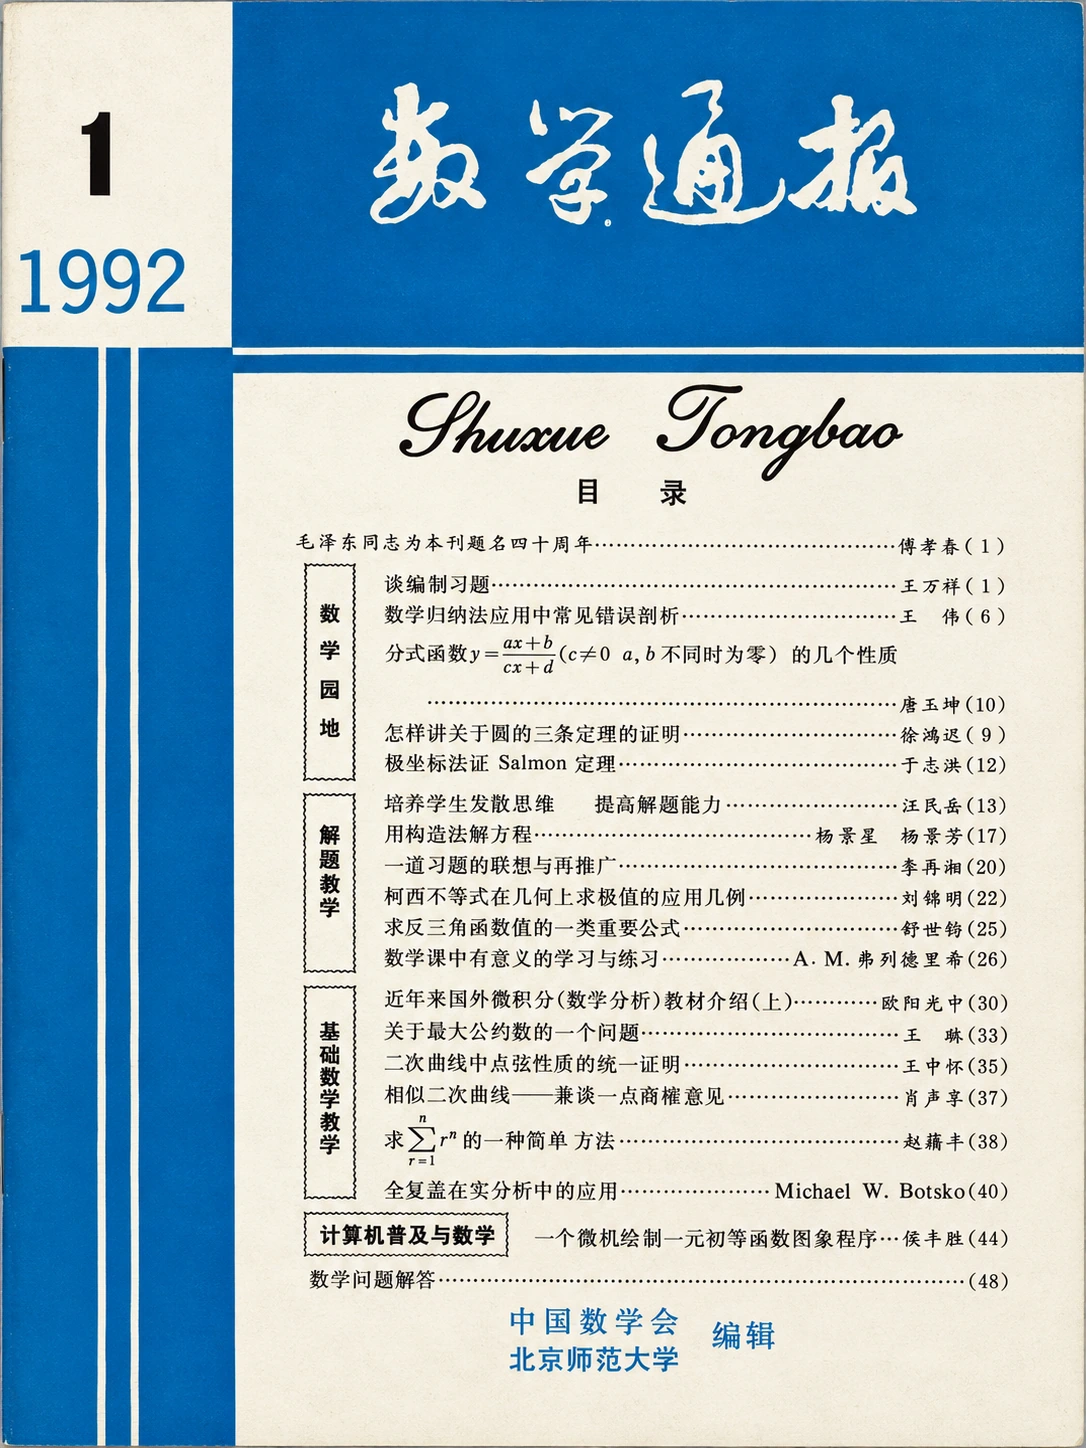 1
1992
数学通报
Shuxue Tongbao
目 录
毛泽东同志为本刊题名四十周年……………………………………傅孝春(1)
数学园地
谈编制习题……………………………………王万祥(1)
数学归纳法应用中常见错误剖析……………………王 伟(6)
分式函数y=\frac{ax+b}{cx+d}(c≠0 a,b不同时为零)的几个性质
……………………………………唐玉坤(10)
怎样讲关于圆的三条定理的证明……………………徐鸿迟(9)
极坐标法证 Salmon 定理……………………于志洪(12)
解题教学
培养学生发散思维 提高解题能力………………汪民岳(13)
用构造法解方程……………………杨景星 杨景芳(17)
一道习题的联想与再推广……………………李再湘(20)
柯西不等式在几何上求极值的应用几例……………刘锦明(22)
求反三角函数值的一类重要公式……………………舒世钧(25)
数学课中有意义的学习与练习………………A. M. 弗列德里希(26)
基础数学教学
近年来国外微积分(数学分析)教材介绍(上)…………欧阳光中(30)
关于最大公约数的一个问题……………………王 (33)
二次曲线中点弦性质的统一证明……………………王中怀(35)
相似二次曲线——兼谈一点商榷意见………………肖声享(37)
求\sum_{r=1}^{n}r^n的一种简单方法……………………赵藕丰(38)
全复盖在实分析中的应用…………………Michael W. Botsko(40)
计算机普及与数学 一个微机绘制一元初等函数图象程序…侯丰胜(44)
数学问题解答……………………………………………………(48)
中国数学会
北京师范大学 编辑